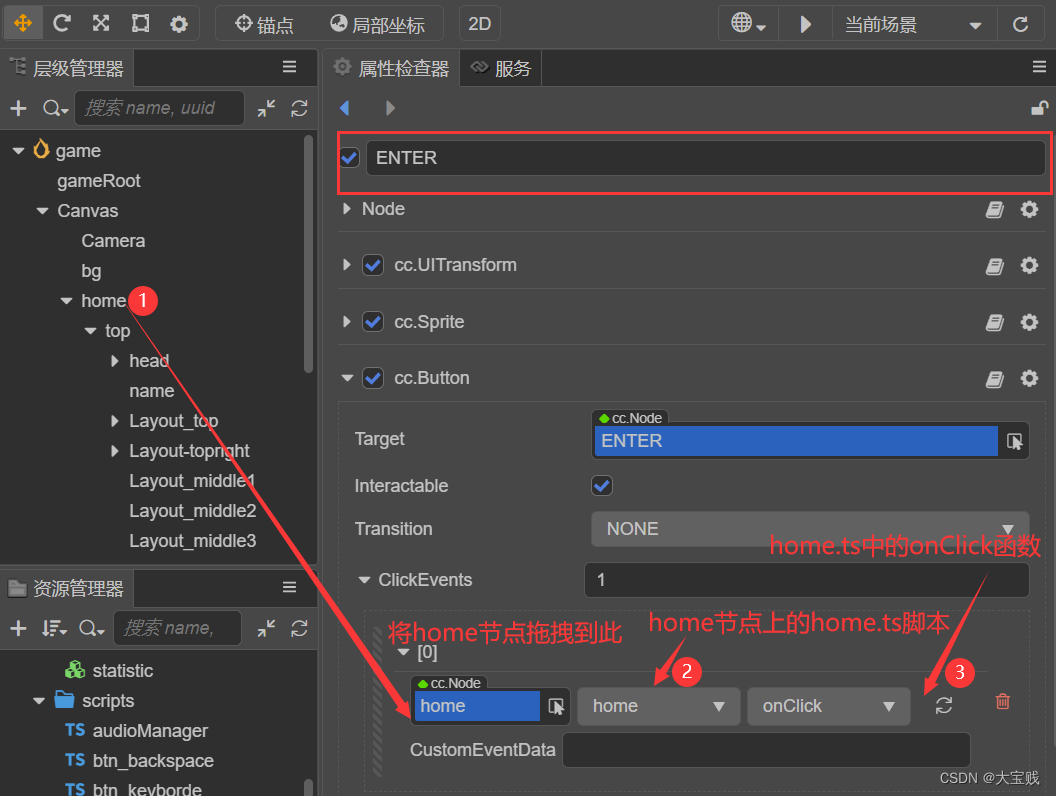 锚点 局部坐标 2D 当前场景
层级管理器
搜索 name, uuid
game
gameRoot
Canvas
Camera
bg
home 1
top
head
name
Layout_top
Layout-topright
Layout_middle1
Layout_middle2
Layout_middle3
资源管理器
搜索 name,
statistic
scripts
TS audioManager
TS btn_backspace
TS btn_keyborde
属性检查器 服务
ENTER
Node
cc.UITransform
cc.Sprite
cc.Button
cc.Node
Target ENTER
Interactable
Transition NONE
home.ts中的onClick函数
ClickEvents 1
将home节点拖拽到此 home节点上的home.ts脚本
[0]
2 3
cc.Node
home home onClick
CustomEventData
CSDN @大宝贱